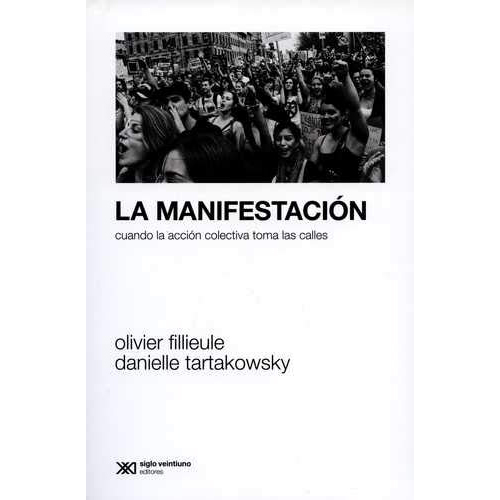 LA MANIFESTACIÓN
cuando la acción colectiva toma las calles
olivier fillieule
danielle tartakowsky
siglo veintiuno
editores